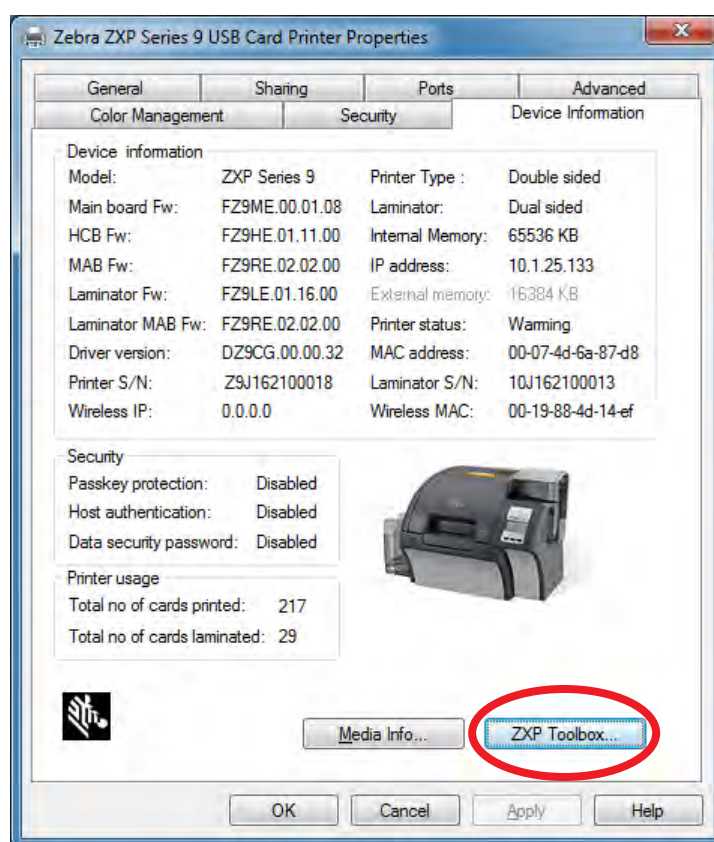 Zebra ZXP Series 9 USB Card Printer Properties
General Sharing Ports Advanced
Color Management Security Device Information
Device information
Model: ZXP Series 9 Printer Type : Double sided
Main board Fw: FZ9ME.00.01.08 Laminator: Dual sided
HCB Fw: FZ9HE.01.11.00 Internal Memory: 65536 KB
MAB Fw: FZ9RE.02.02.00 IP address: 10.1.25.133
Laminator Fw: FZ9LE.01.16.00 External memory: 16384 KB
Laminator MAB Fw: FZ9RE.02.02.00 Printer status: Warming
Driver version: DZ9CG.00.00.32 MAC address: 00-07-4d-6a-87-d8
Printer S/N: Z9J162100018 Laminator S/N: 10J162100013
Wireless IP: 0.0.0.0 Wireless MAC: 00-19-88-4d-14-ef
Security
Passkey protection: Disabled
Host authentication: Disabled
Data security password: Disabled
Printer usage
Total no of cards printed: 217
Total no of cards laminated: 29
Media Info... ZXP Toolbox...
OK Cancel Apply Help